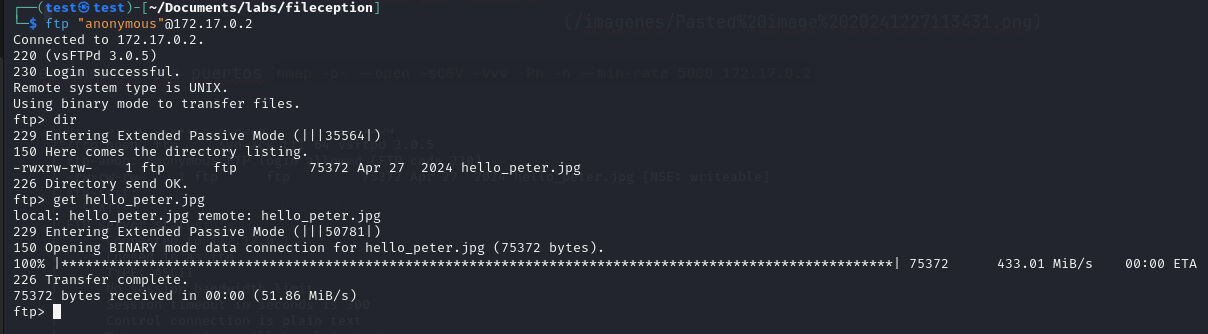 ┌──(test㉿test)-[~/Documents/labs/fileception]
└─$ ftp "anonymous"@172.17.0.2
(/imagenes/Pasted%20image%2020241227113431.png)
Connected to 172.17.0.2.
220 (vsFTPd 3.0.5)
230 Login successful.
Remote system type is UNIX.
Using binary mode to transfer files.
ftp> dir
229 Entering Extended Passive Mode (|||35564|)
150 Here comes the directory listing.
-rwxrw-rw-    1 ftp      ftp         75372 Apr 27  2024 hello_peter.jpg
226 Directory send OK.
ftp> get hello_peter.jpg
local: hello_peter.jpg remote: hello_peter.jpg
229 Entering Extended Passive Mode (|||50781|)
150 Opening BINARY mode data connection for hello_peter.jpg (75372 bytes).
100% |*****************************************************************************************************| 75372      433.01 MiB/s    00:00 ETA
226 Transfer complete.
75372 bytes received in 00:00 (51.86 MiB/s)
ftp>
Control connection is plain text